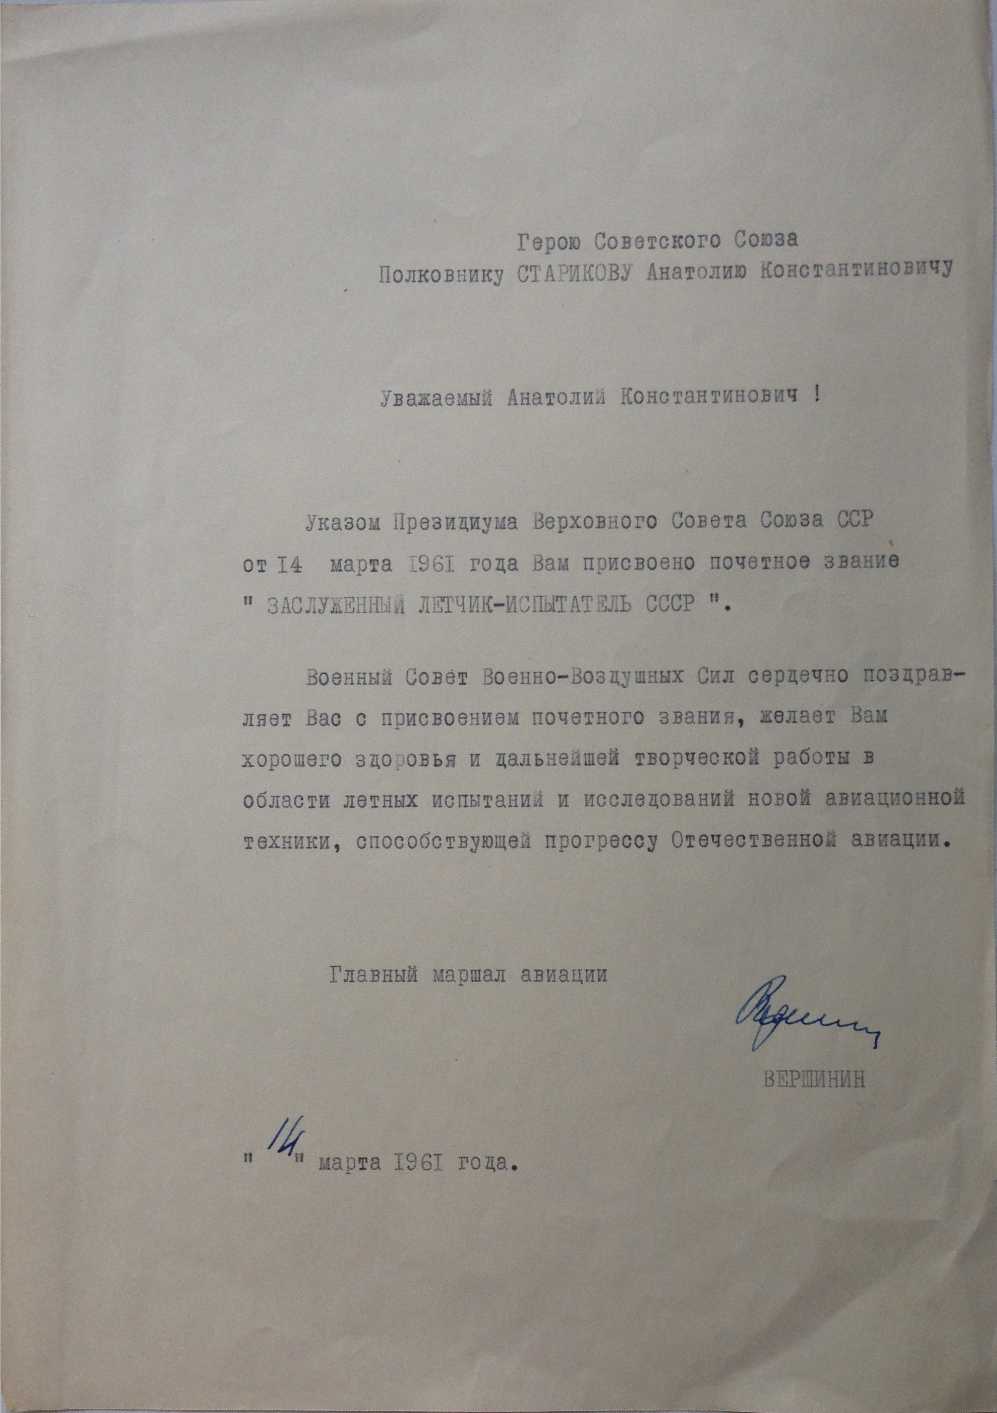 Герою Советского Союза
Полковнику СТАРИКОВУ Анатолию Константиновичу
Уважаемый Анатолий Константинович !
Указом Президиума Верховного Совета Союза ССР
от 14 марта 1961 года Вам присвоено почетное звание
" ЗАСЛУЖЕННЫЙ ЛЕТЧИК-ИСПЫТАТЕЛЬ СССР ".
Военный Совет Военно-Воздушных Сил сердечно поздрав-
ляет Вас с присвоением почетного звания, желает Вам
хорошего здоровья и дальнейшей творческой работы в
области летных испытаний и исследований новой авиационной
техники, способствующей прогрессу Отечественной авиации.
Главный маршал авиации
ВЕРШИНИН
" 14 " марта 1961 года.